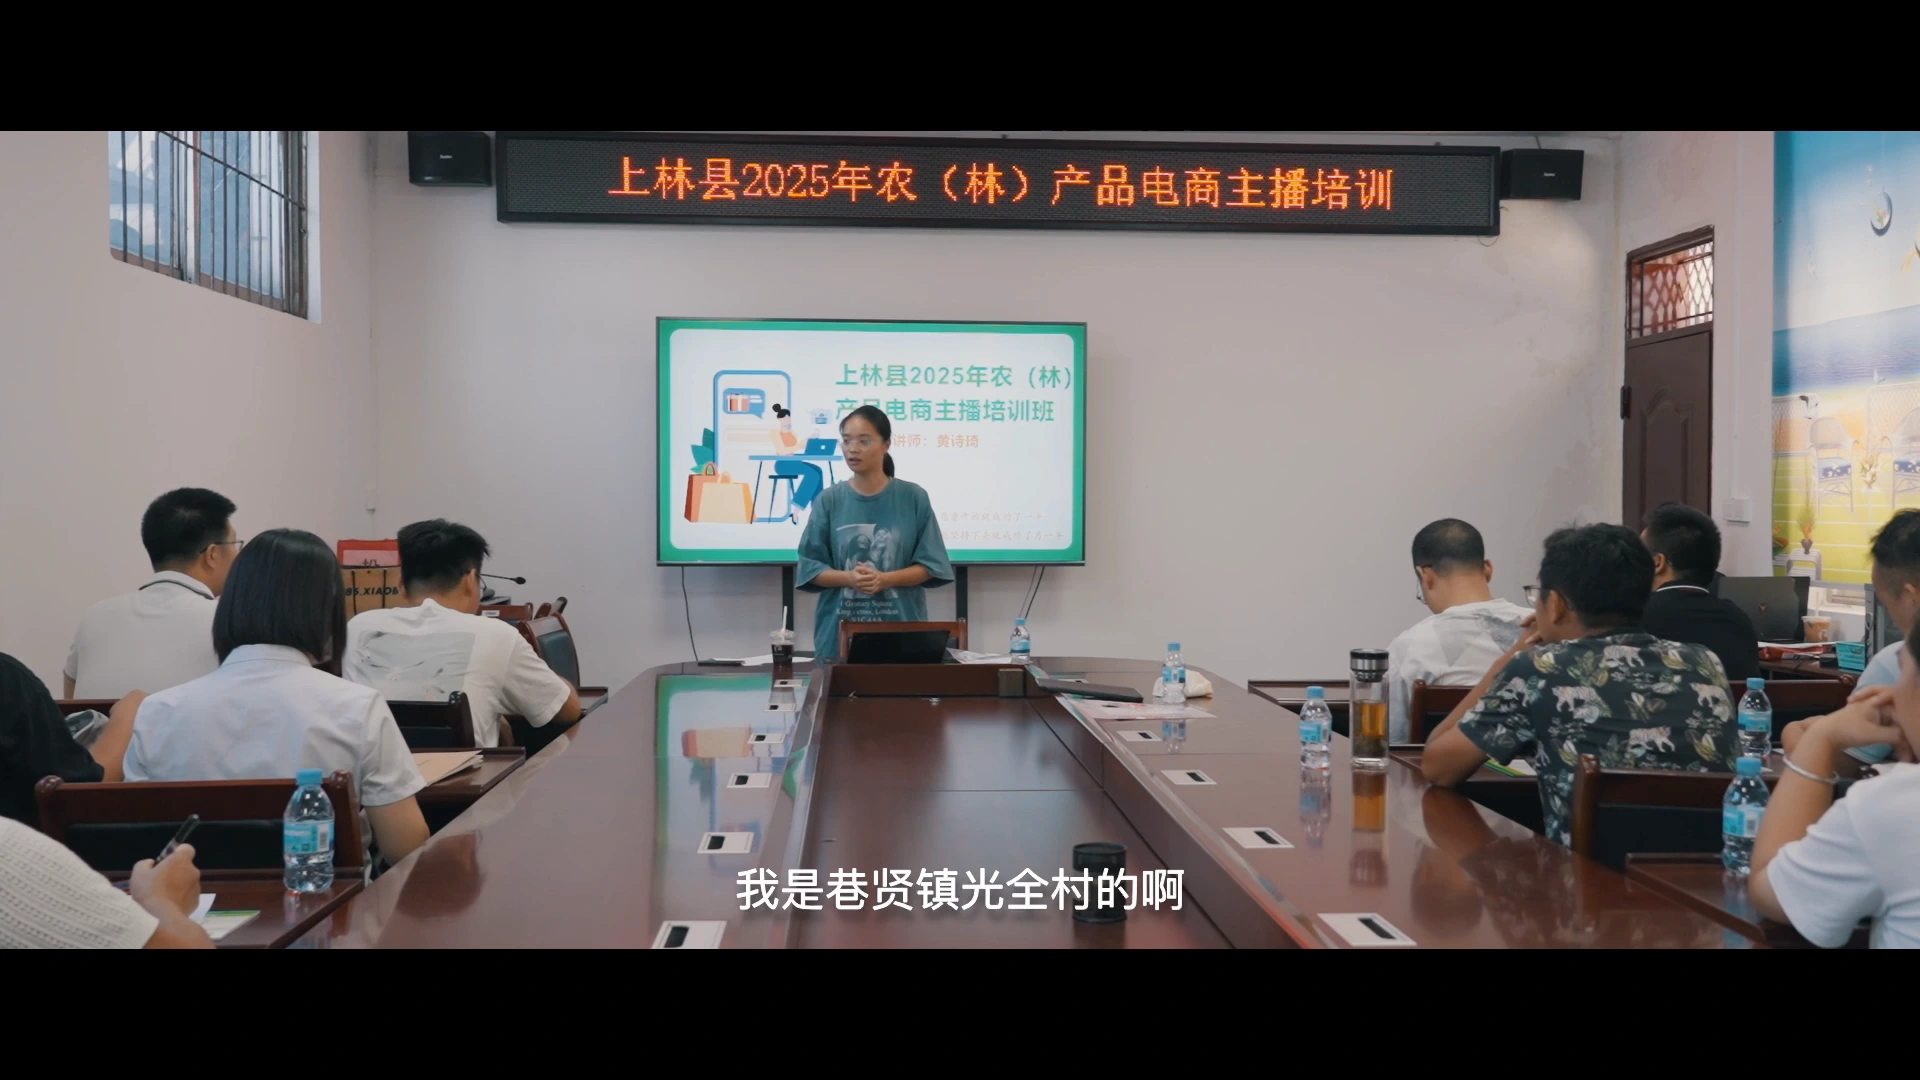 上林县2025年农（林）产品电商主播培训
上林县2025年农（林）
产品电商主播培训班
讲师：黄诗琦
我是巷贤镇光全村的啊